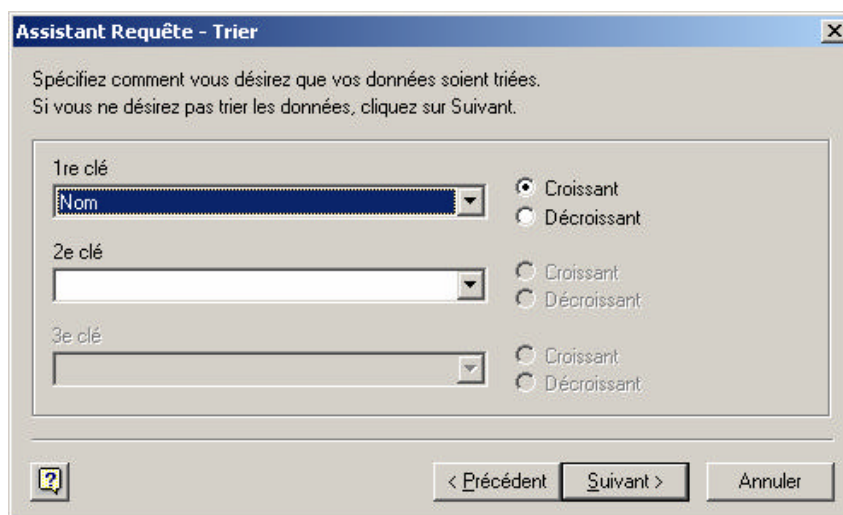 Assistant Requête - Trier
Spécifiez comment vous désirez que vos données soient triées.
Si vous ne désirez pas trier les données, cliquez sur Suivant.
1re clé
Nom
Croissant
Décroissant
2e clé
Croissant
Décroissant
3e clé
Croissant
Décroissant
?
< Précédent
Suivant >
Annuler